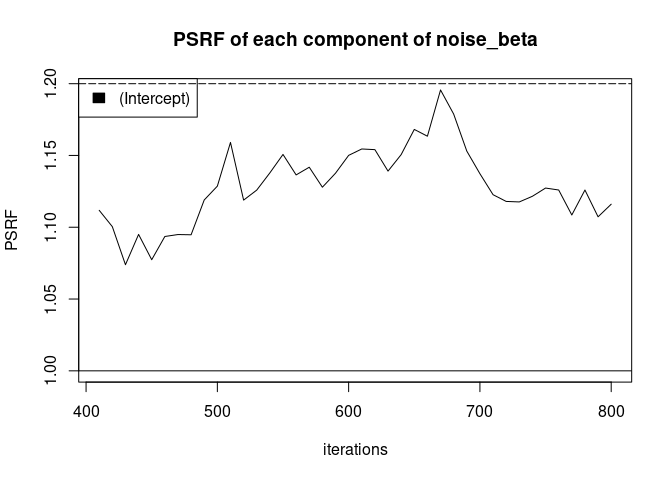 PSRF of each component of noise_beta
(Intercept)
1.20
1.15
1.10
1.05
1.00
PSRF
400 500 600 700 800
iterations